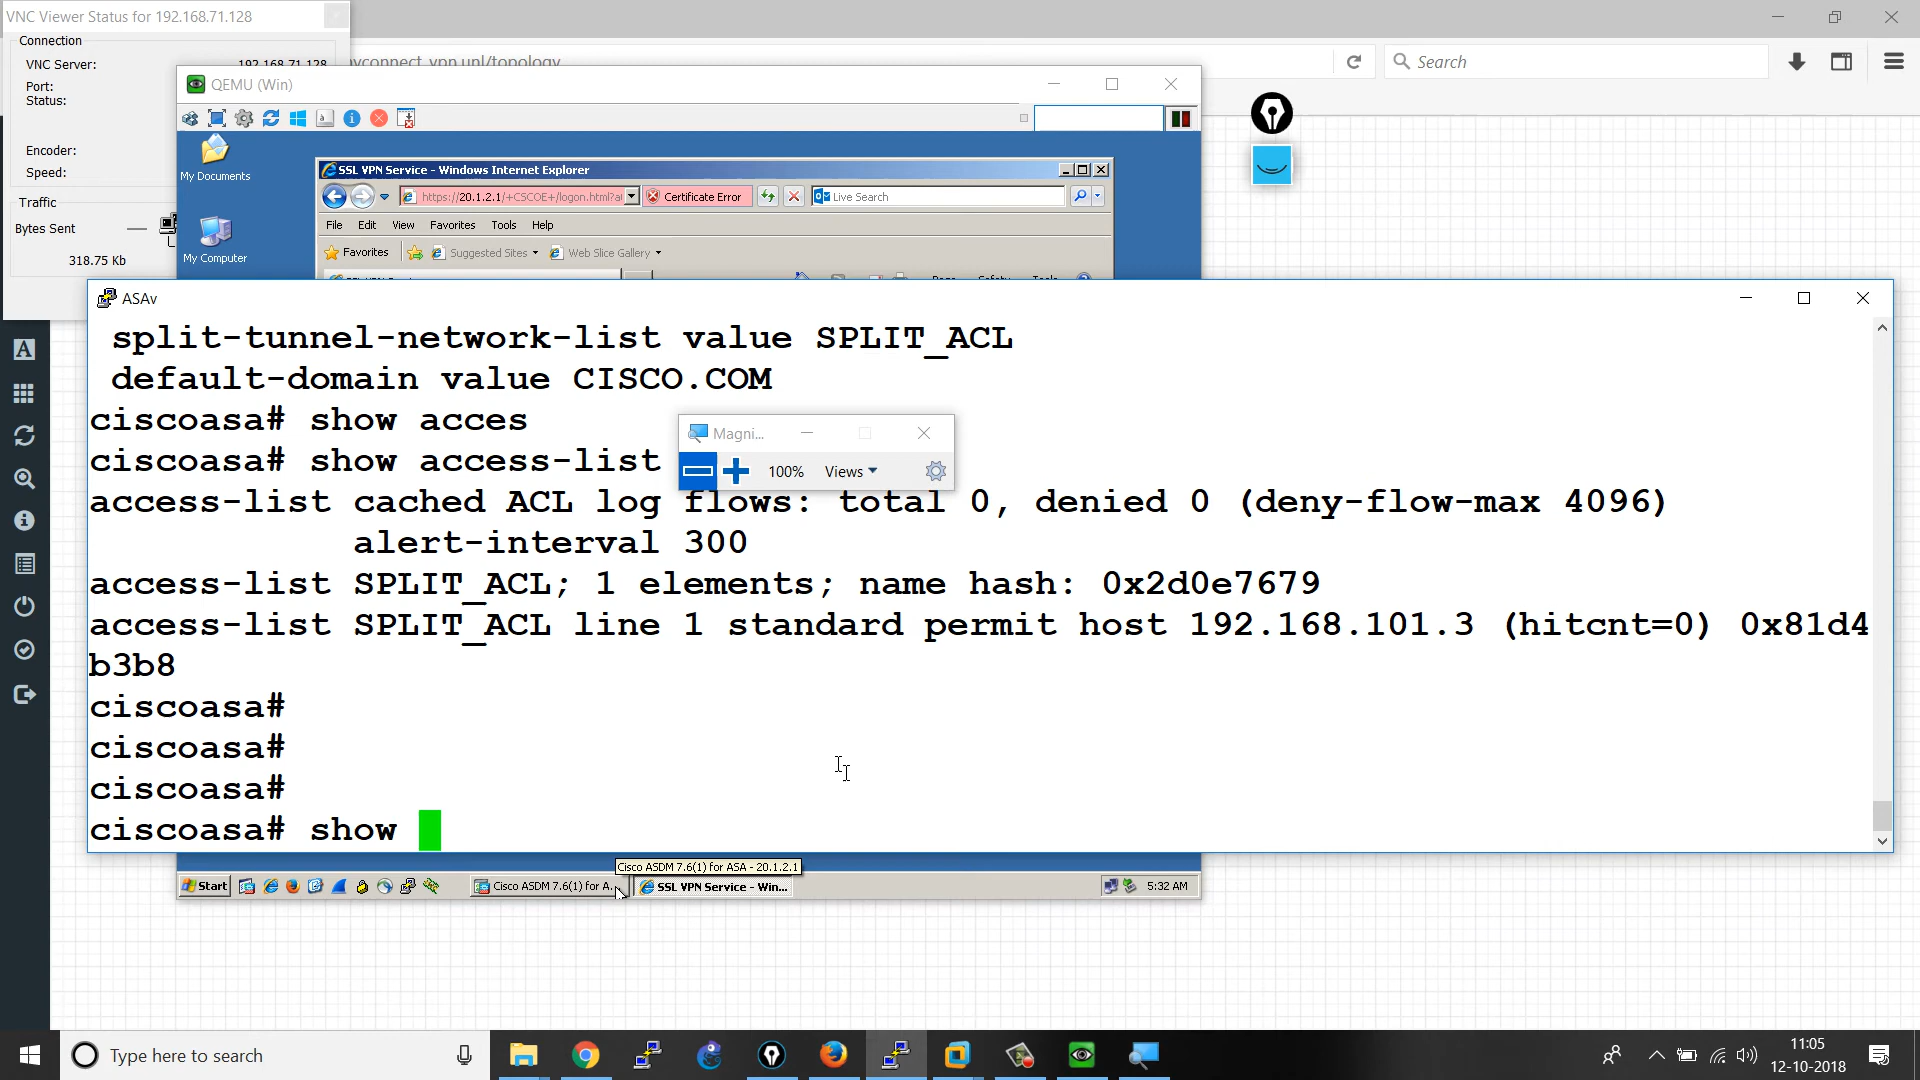 VNC Viewer Status for 192.168.71.128
Connection
VNC Server:
192.168.71.128
Port:
Status:
Encoder:
Speed:
Traffic
Bytes Sent
318.75 Kb
Search
QEMU (Win)
My Documents
My Computer
SSL VPN Service - Windows Internet Explorer
https://20.1.2.1/+CSCOE+/logon.html?a
Certificate Error
Live Search
File Edit View Favorites Tools Help
Favorites
Suggested Sites
Web Slice Gallery
ASAv
split-tunnel-network-list value SPLIT_ACL
default-domain value CISCO.COM
ciscoasa# show acces
ciscoasa# show access-list
access-list cached ACL log flows: total 0, denied 0 (deny-flow-max 4096)
alert-interval 300
access-list SPLIT_ACL; 1 elements; name hash: 0x2d0e7679
access-list SPLIT_ACL line 1 standard permit host 192.168.101.3 (hitcnt=0) 0x81d4
b3b8
ciscoasa#
ciscoasa#
ciscoasa#
ciscoasa# show
Magni...
100%
Views
Cisco ASDM 7.6(1) for ASA - 20.1.2.1
Start
Cisco ASDM 7.6(1) for A...
SSL VPN Service - Win...
5:32 AM
Type here to search
11:05
12-10-2018